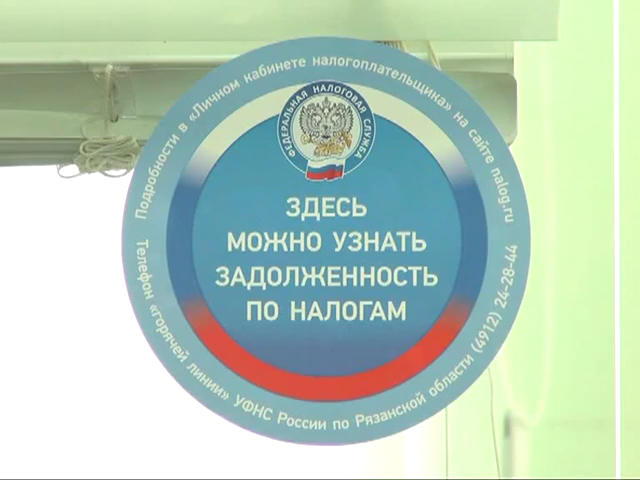 Подробности в «Личном кабинете налогоплательщика» на сайте nalog.ru
ФЕДЕРАЛЬНАЯ НАЛОГОВАЯ СЛУЖБА
ЗДЕСЬ
МОЖНО УЗНАТЬ
ЗАДОЛЖЕННОСТЬ
ПО НАЛОГАМ
Телефон «горячей линии» УФНС России по Рязанской области (4912) 24-28-44